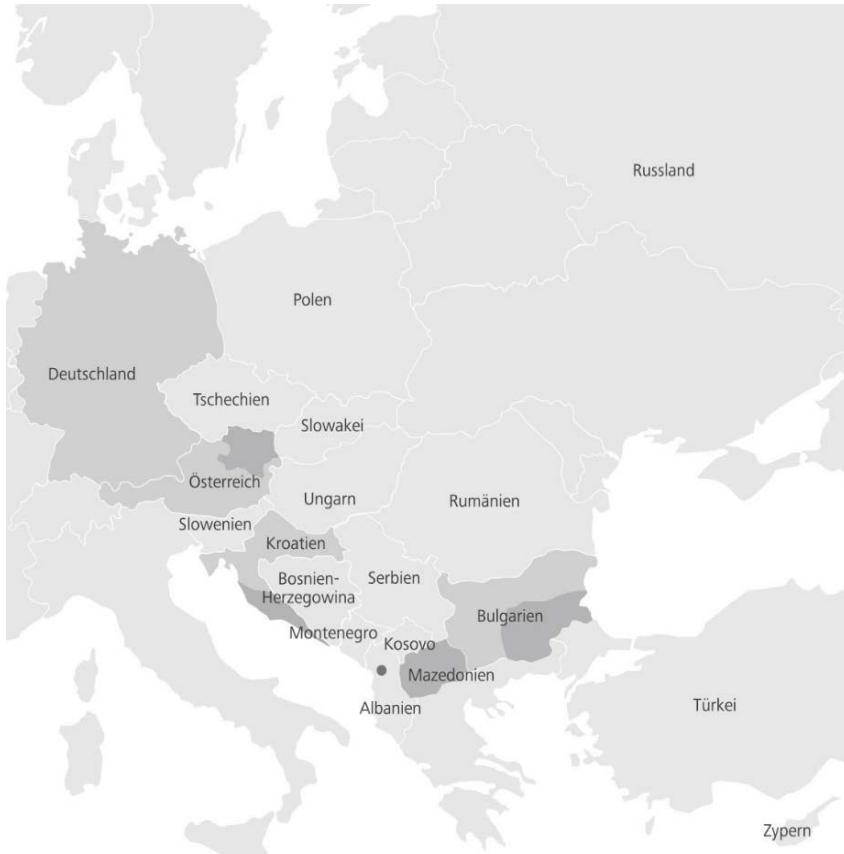 Russland
Polen
Deutschland
Tschechien
Slowakei
Österreich
Ungarn
Rumänien
Slowenien
Kroatien
Bosnien-
Herzegowina
Serbien
Bulgarien
Montenegro
Kosovo
Mazedonien
Albanien
Türkei
Zypern